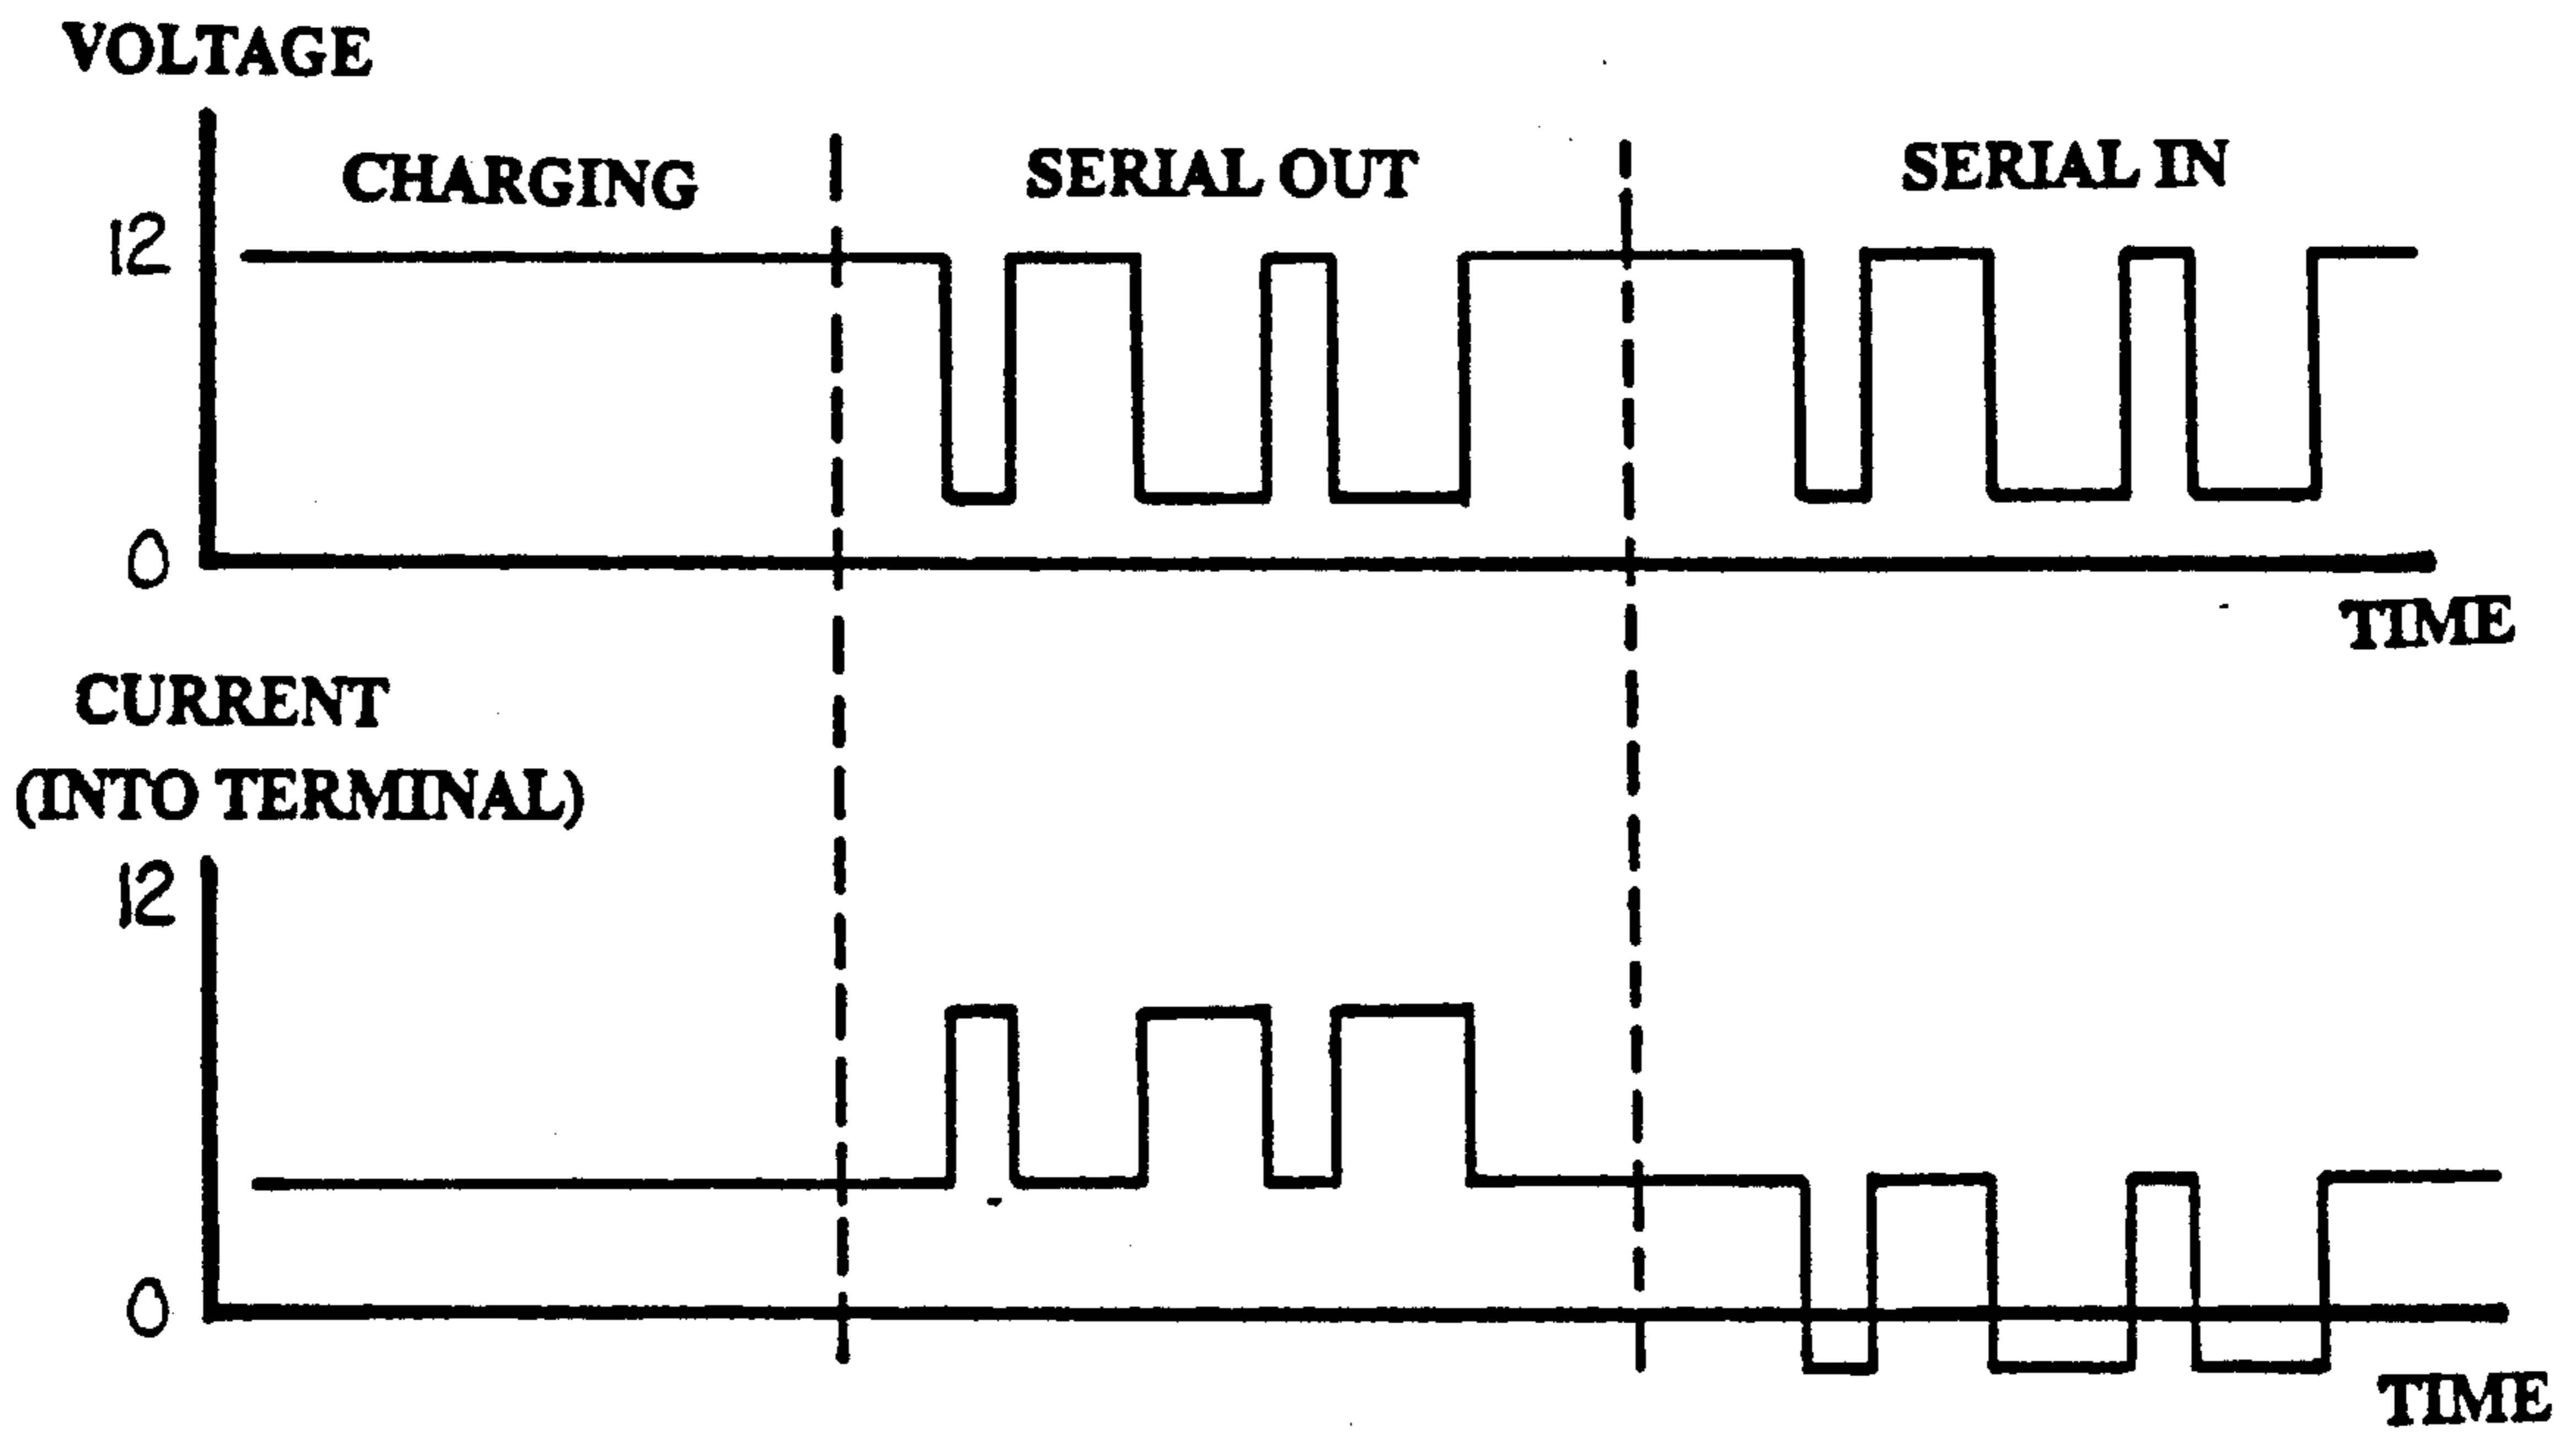 VOLTAGE
CHARGING
SERIAL OUT
SERIAL IN
12
0
TIME
CURRENT
(INTO TERMINAL)
12
0
TIME